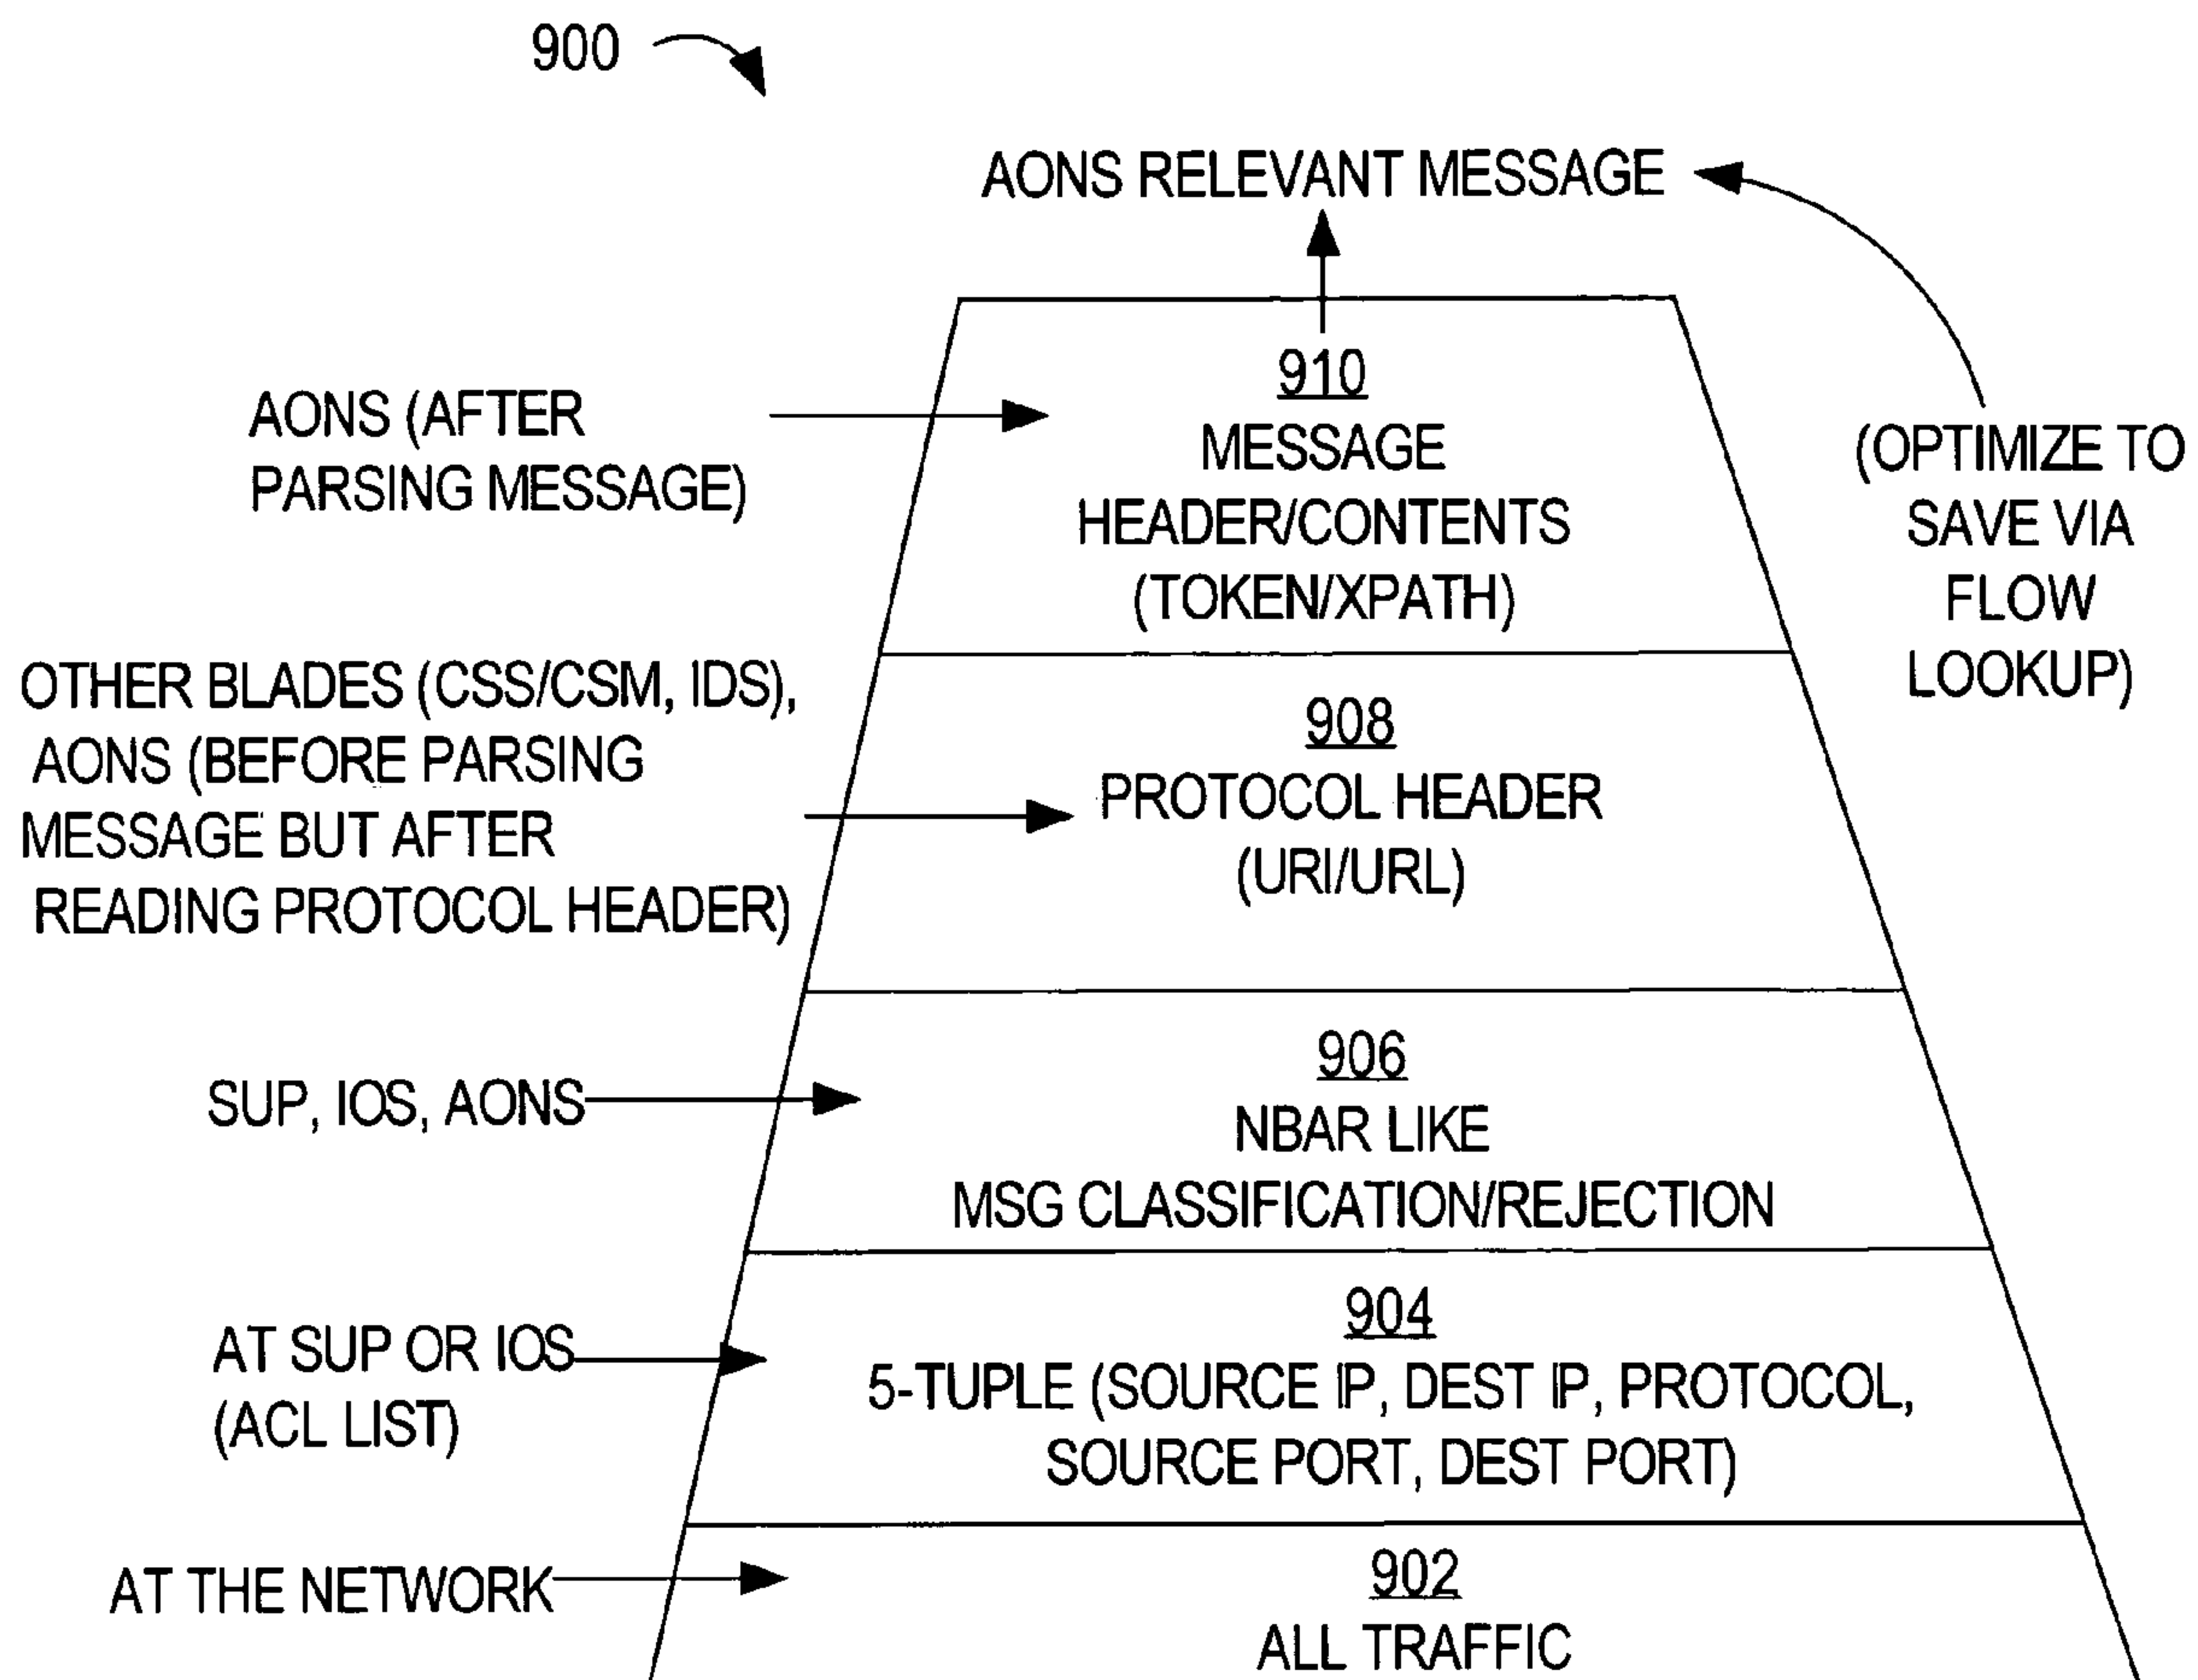 900
AONS RELEVANT MESSAGE
AONS (AFTER
PARSING MESSAGE)
910
MESSAGE
HEADER/CONTENTS
(TOKEN/XPATH)
(OPTIMIZE TO
SAVE VIA
FLOW
LOOKUP)
OTHER BLADES (CSS/CSM, IDS),
AONS (BEFORE PARSING
MESSAGE BUT AFTER
READING PROTOCOL HEADER)
908
PROTOCOL HEADER
(URI/URL)
SUP, IOS, AONS
906
NBAR LIKE
MSG CLASSIFICATION/REJECTION
AT SUP OR IOS
(ACL LIST)
904
5-TUPLE (SOURCE IP, DEST IP, PROTOCOL,
SOURCE PORT, DEST PORT)
AT THE NETWORK
902
ALL TRAFFIC